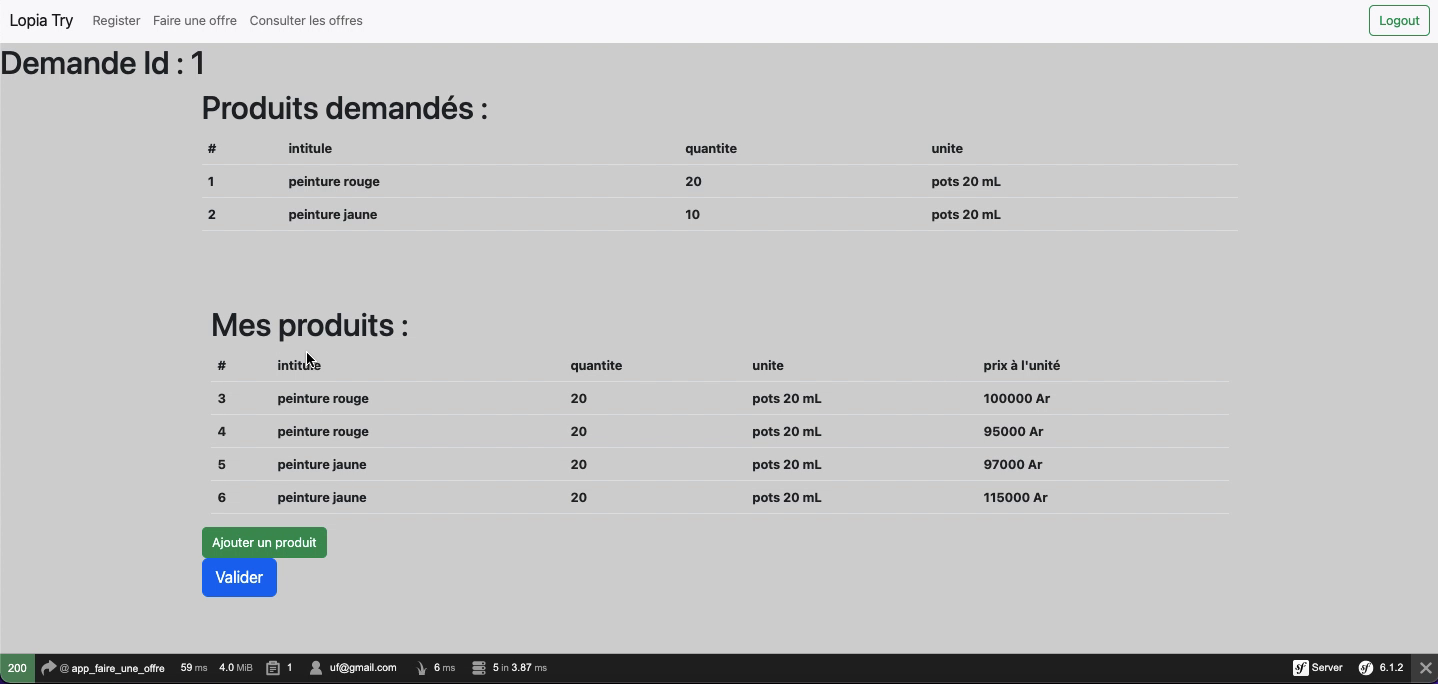 Lopia Try Register Faire une offre Consulter les offres Logout
Demande Id : 1
Produits demandés :
# intitule quantite unite
1 peinture rouge 20 pots 20 mL
2 peinture jaune 10 pots 20 mL
Mes produits :
# intitule quantite unite prix à l'unité
3 peinture rouge 20 pots 20 mL 100000 Ar
4 peinture rouge 20 pots 20 mL 95000 Ar
5 peinture jaune 20 pots 20 mL 97000 Ar
6 peinture jaune 20 pots 20 mL 115000 Ar
Ajouter un produit
Valider
200 @ app_faire_une_offre 59 ms 4.0 MiB 1 uf@gmail.com 6 ms 5 in 3.87 ms sf Server sf 6.1.2